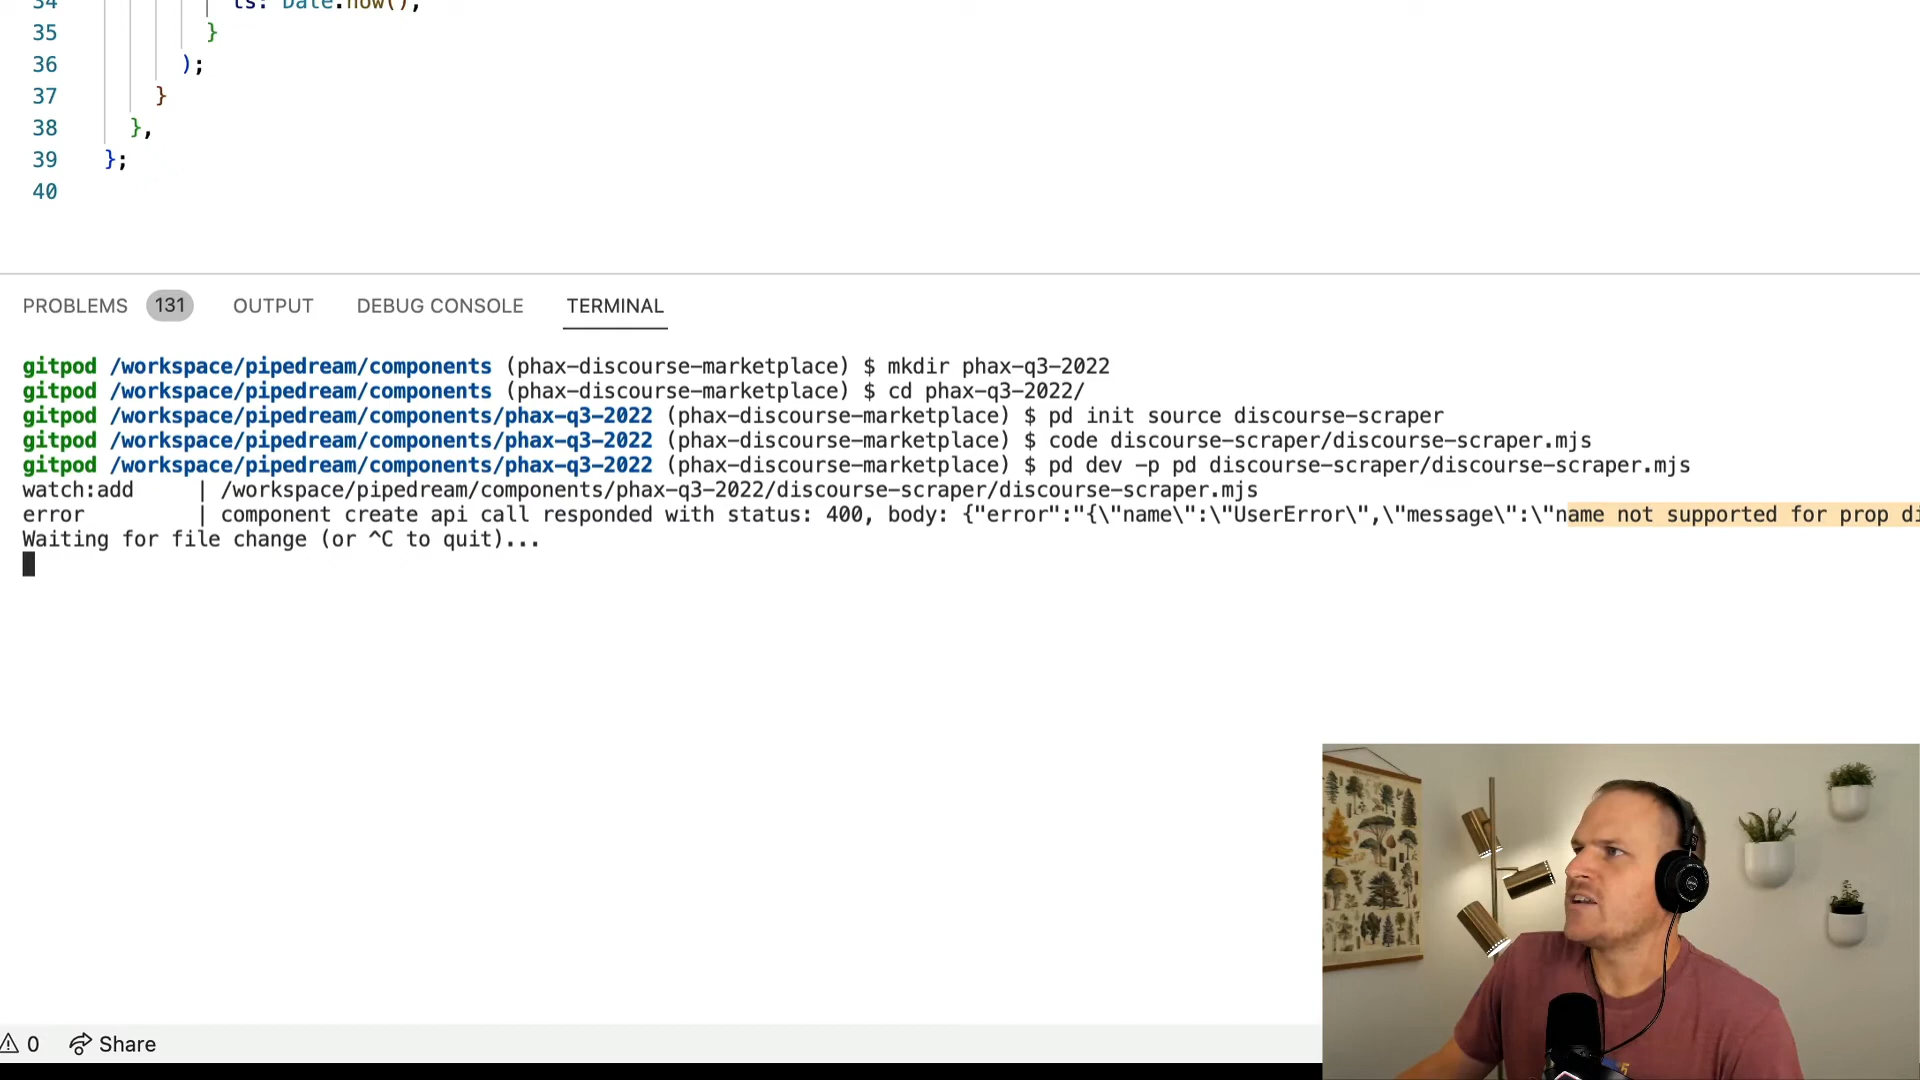 34 ts: Date.now(),
35 }
36 );
37 }
38 },
39 };
40
PROBLEMS 131 OUTPUT DEBUG CONSOLE TERMINAL
gitpod /workspace/pipedream/components (phax-discourse-marketplace) $ mkdir phax-q3-2022
gitpod /workspace/pipedream/components (phax-discourse-marketplace) $ cd phax-q3-2022/
gitpod /workspace/pipedream/components/phax-q3-2022 (phax-discourse-marketplace) $ pd init source discourse-scraper
gitpod /workspace/pipedream/components/phax-q3-2022 (phax-discourse-marketplace) $ code discourse-scraper/discourse-scraper.mjs
gitpod /workspace/pipedream/components/phax-q3-2022 (phax-discourse-marketplace) $ pd dev -p pd discourse-scraper/discourse-scraper.mjs
watch:add | /workspace/pipedream/components/phax-q3-2022/discourse-scraper/discourse-scraper.mjs
error | component create api call responded with status: 400, body: {"error":"{\"name\":\"UserError\",\"message\":\"name not supported for prop di
Waiting for file change (or ^C to quit)...
0 Share